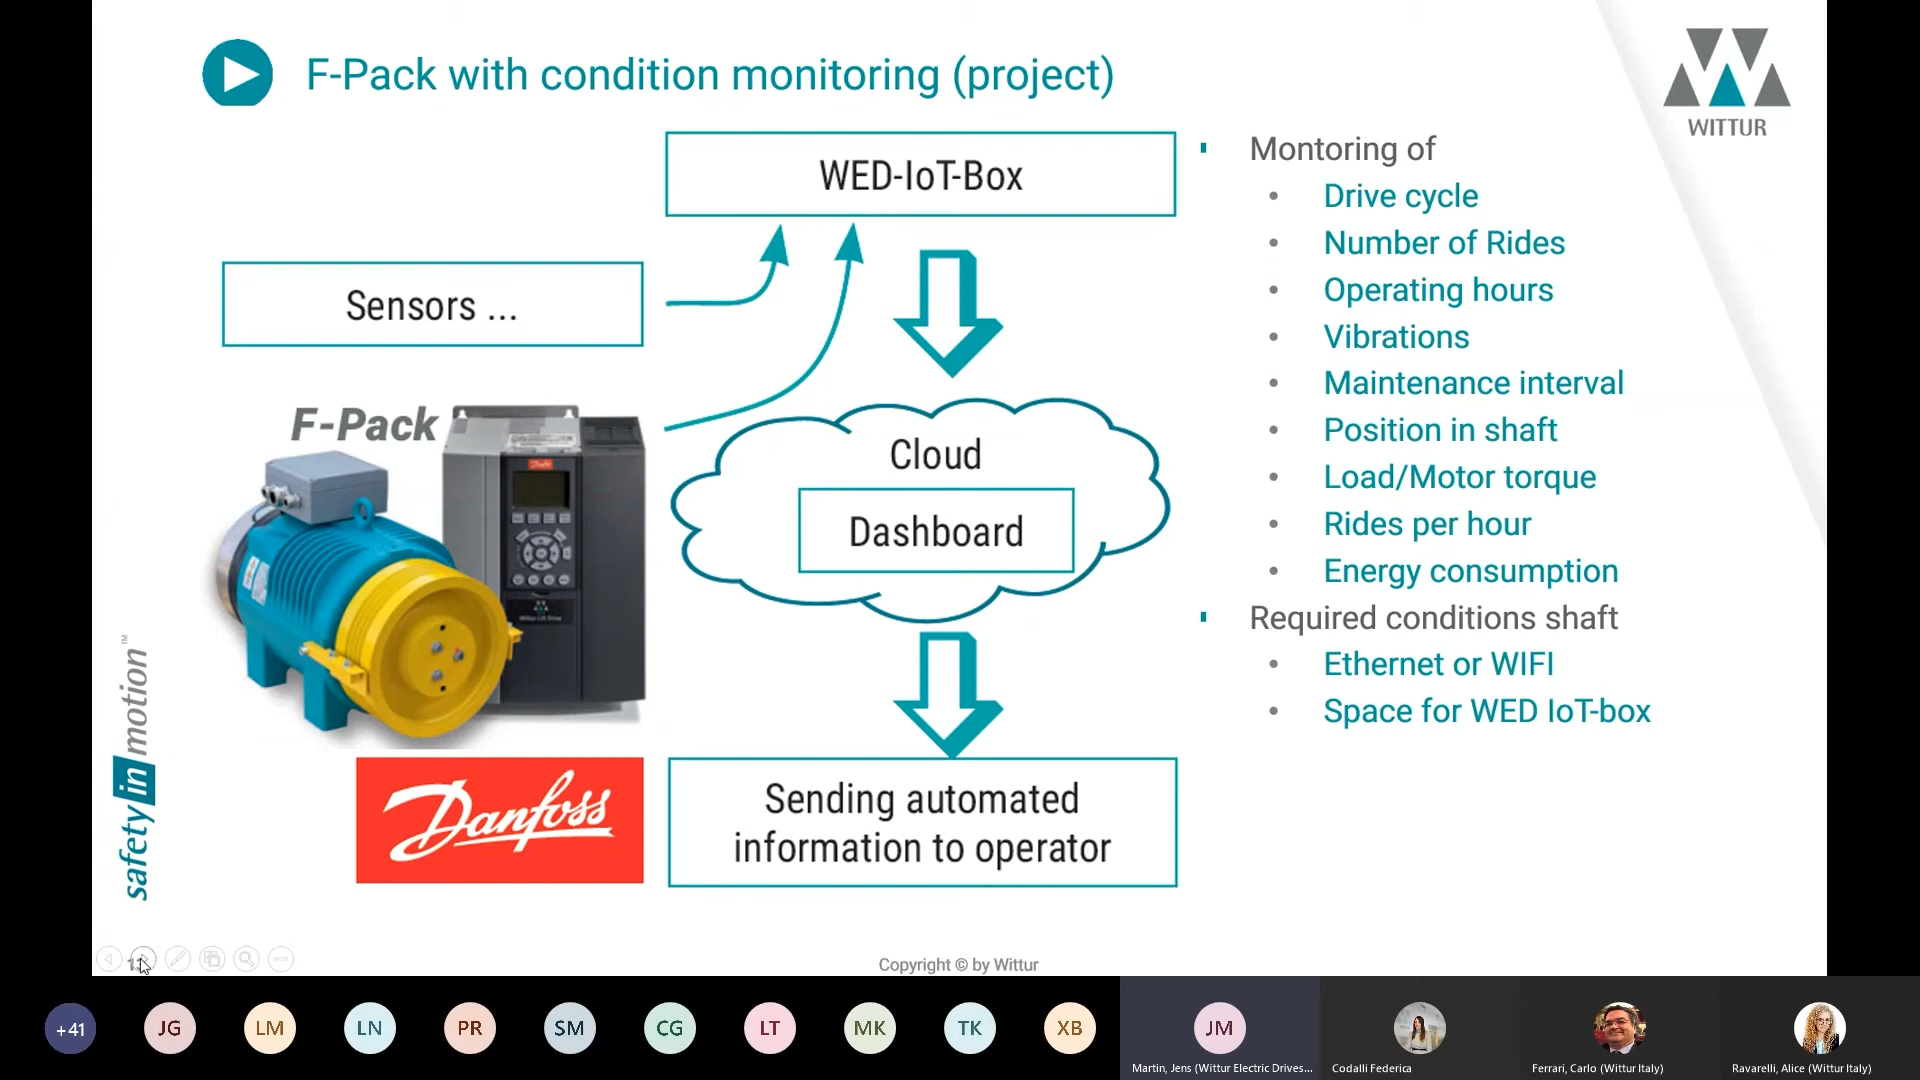 F-Pack with condition monitoring (project)
WITTUR
WED-IoT-Box
Sensors ...
F-Pack
Danfoss
Cloud
Dashboard
Danfoss
Sending automated
information to operator
Montoring of
Drive cycle
Number of Rides
Operating hours
Vibrations
Maintenance interval
Position in shaft
Load/Motor torque
Rides per hour
Energy consumption
Required conditions shaft
Ethernet or WIFI
Space for WED IoT-box
safety in motion™
Copyright © by Wittur
+41
JG
LM
LN
PR
SM
CG
LT
MK
TK
XB
JM
Martin, Jens (Wittur Electric Drives...
Codalli Federica
Ferrari, Carlo (Wittur Italy)
Ravarelli, Alice (Wittur Italy)